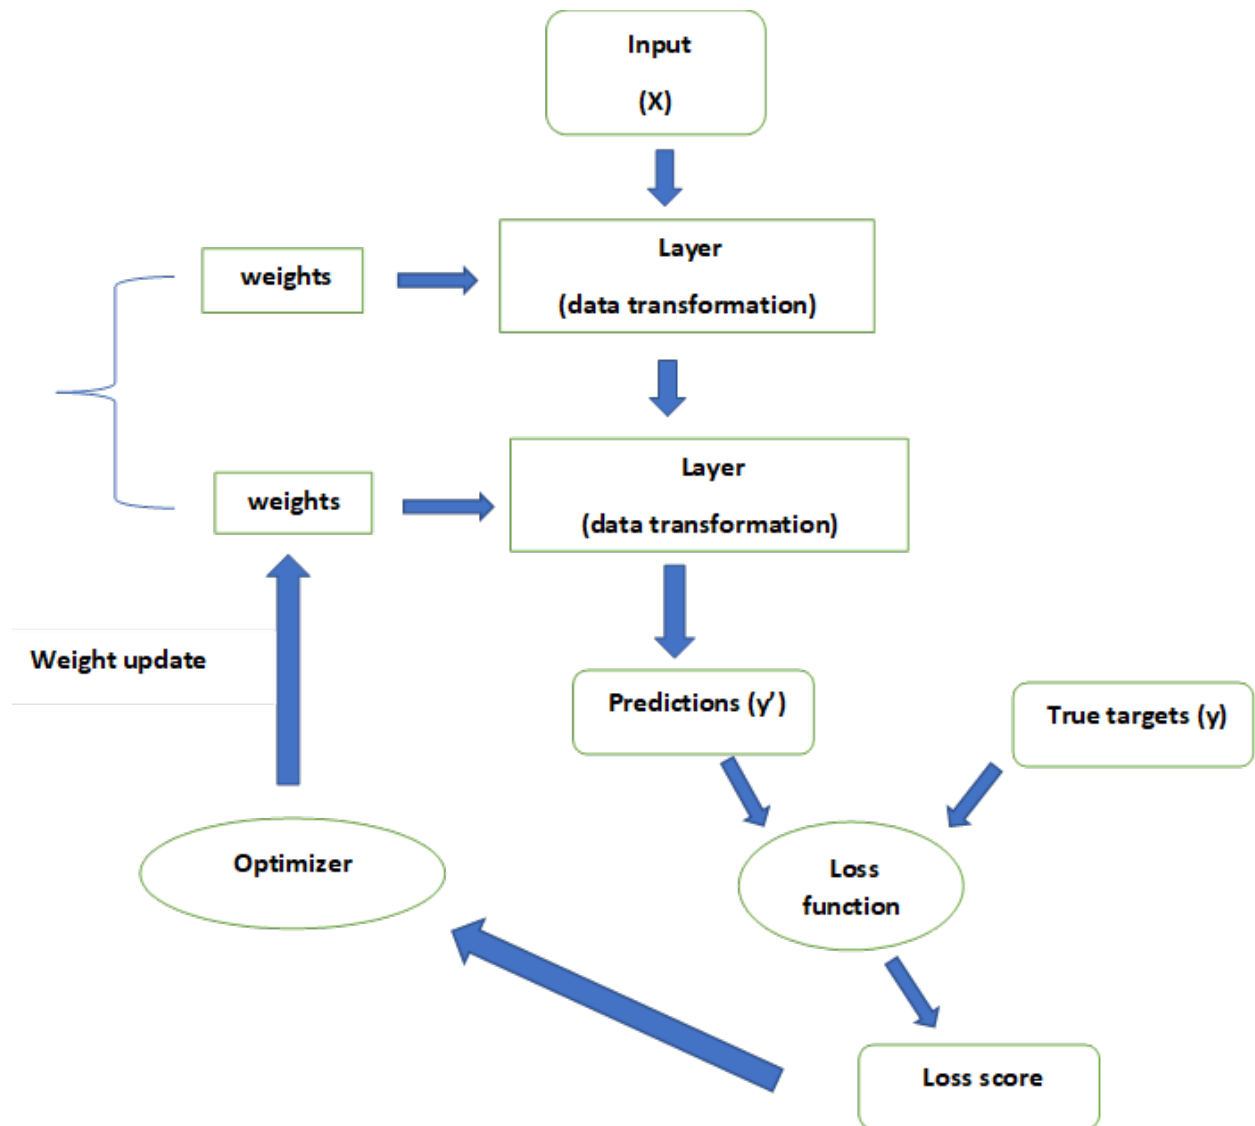 Input
(X)
weights
Layer
(data transformation)
weights
Layer
(data transformation)
Weight update
Predictions (y’)
True targets (y)
Optimizer
Loss
function
Loss score